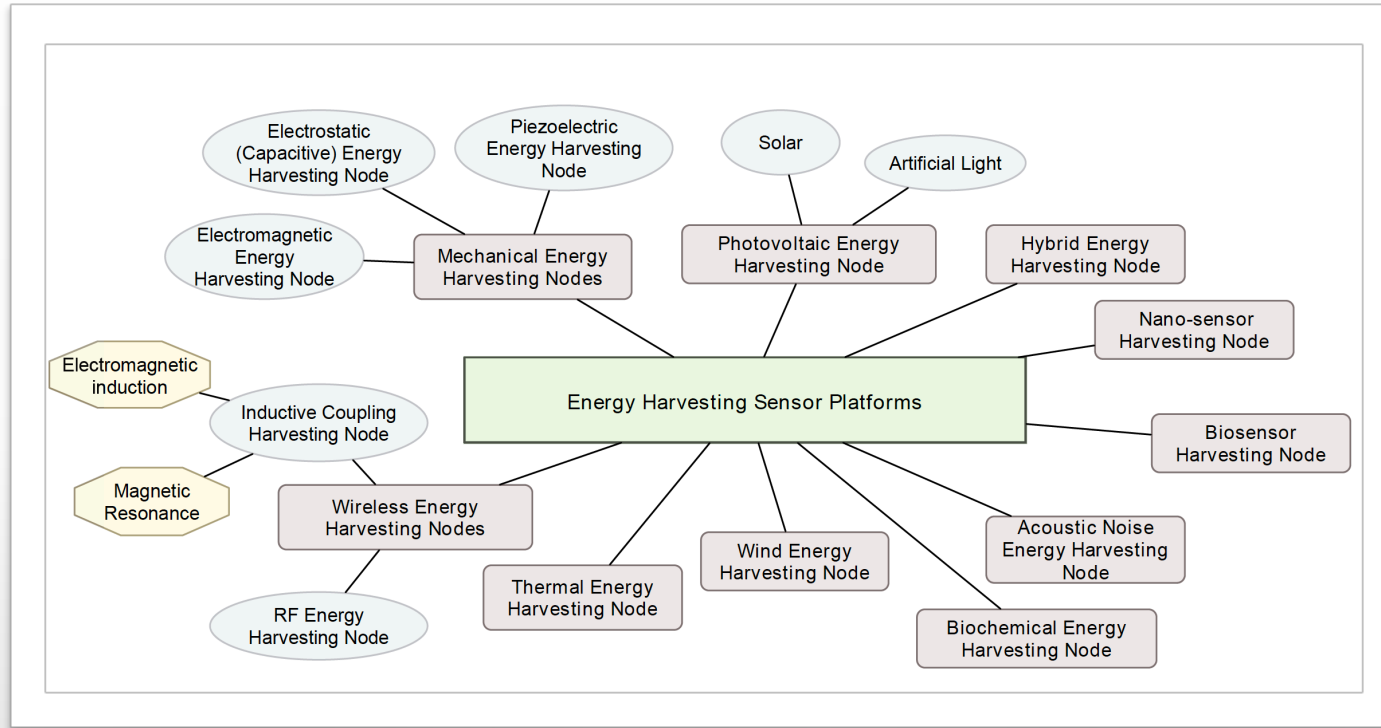 Electrostatic
(Capacitive) Energy
Harvesting Node
Piezoelectric
Energy Harvesting
Node
Solar
Artificial Light
Electromagnetic
Energy
Harvesting Node
Mechanical Energy
Harvesting Nodes
Photovoltaic Energy
Harvesting Node
Hybrid Energy
Harvesting Node
Nano-sensor
Harvesting Node
Electromagnetic
induction
Inductive Coupling
Harvesting Node
Energy Harvesting Sensor Platforms
Biosensor
Harvesting Node
Magnetic
Resonance
Wireless Energy
Harvesting Nodes
Thermal Energy
Harvesting Node
Wind Energy
Harvesting Node
Acoustic Noise
Energy Harvesting
Node
RF Energy
Harvesting Node
Biochemical Energy
Harvesting Node